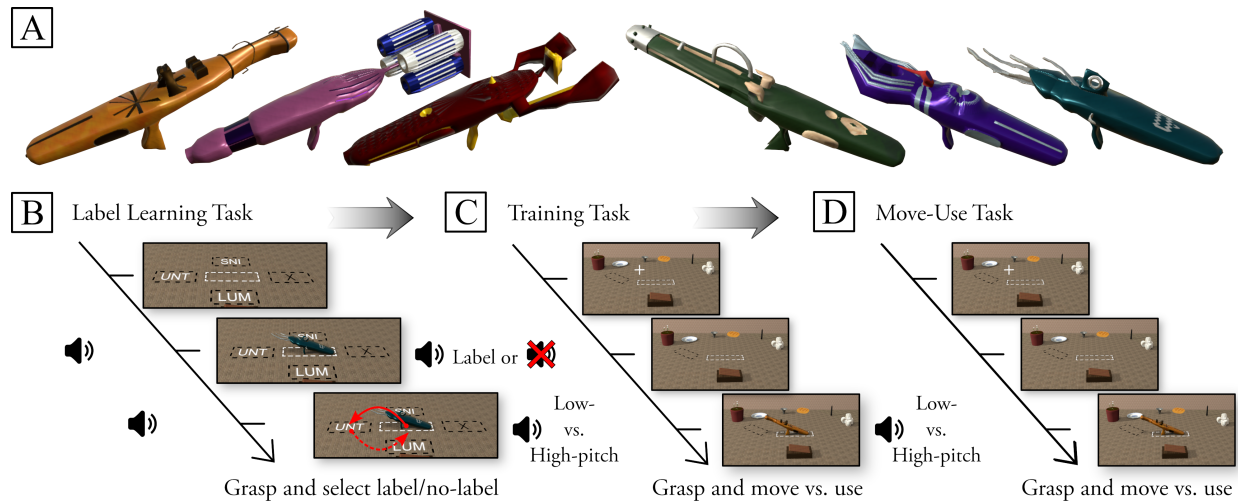 A
B
Label Learning Task
C
Training Task
D
Move-Use Task
SNI
UNT
X
LUM
SNI
UNT
X
LUM
Label or
SNI
UNT
X
LUM
Low-
vs.
High-pitch
Low-
vs.
High-pitch
Grasp and select label/no-label
Grasp and move vs. use
Grasp and move vs. use